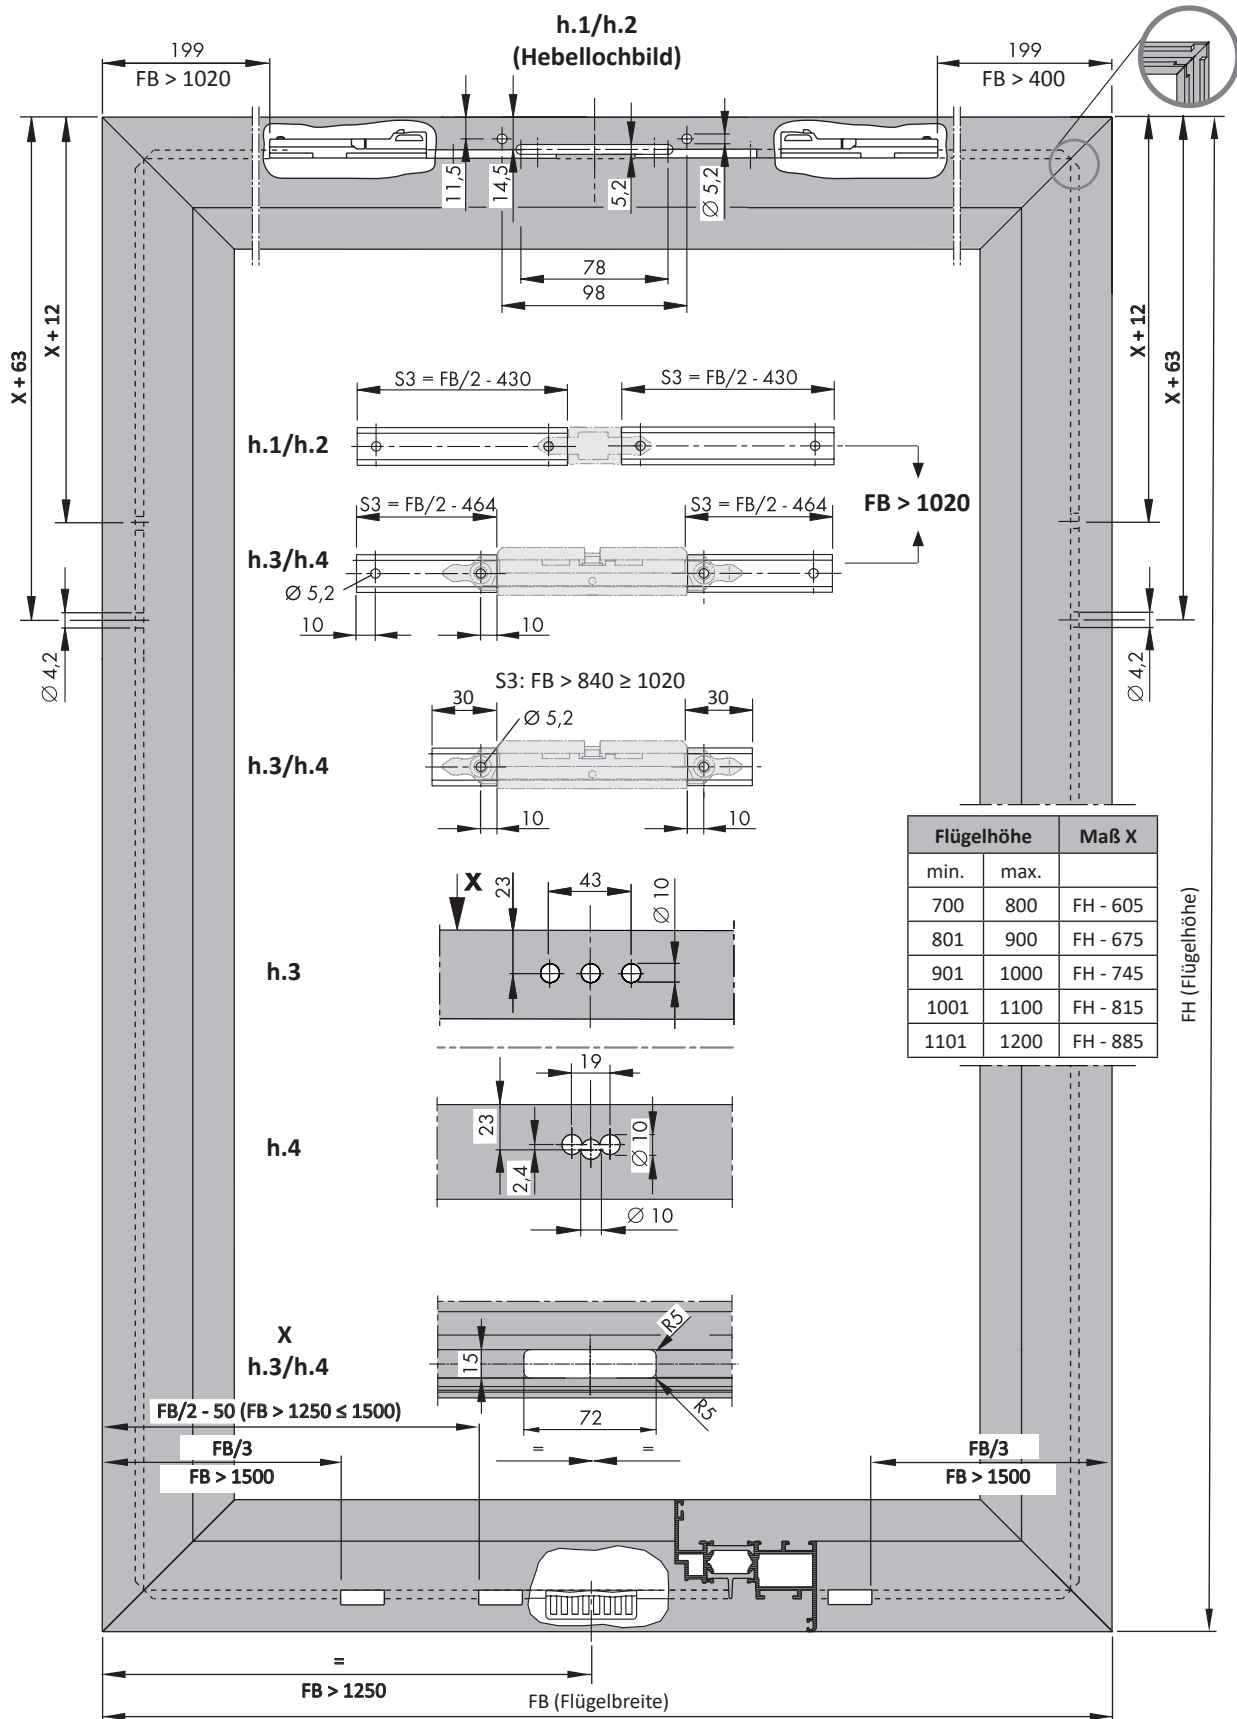 h.1/h.2
(Hebellochbild)
199
FB > 1020
199
FB > 400
11,5
14,5
5,2
Ø 5,2
78
98
X + 12
X + 63
X + 12
X + 63
S3 = FB/2 - 430
S3 = FB/2 - 430
h.1/h.2
FB > 1020
S3 = FB/2 - 464
S3 = FB/2 - 464
h.3/h.4
Ø 5,2
10
10
Ø 4,2
Ø 4,2
S3: FB > 840 ≥ 1020
30
30
Ø 5,2
h.3/h.4
10
10
Flügelhöhe Maß X
min. max.
700 800 FH - 605
801 900 FH - 675
901 1000 FH - 745
1001 1100 FH - 815
1101 1200 FH - 885
FH (Flügelhöhe)
X
23
43
Ø 10
h.3
19
23
Ø 10
h.4
2,4
Ø 10
X
h.3/h.4
R5
15
R5
72
= =
FB/2 - 50 (FB > 1250 ≤ 1500)
FB/3
FB > 1500
FB/3
FB > 1500
=
FB > 1250
FB (Flügelbreite)